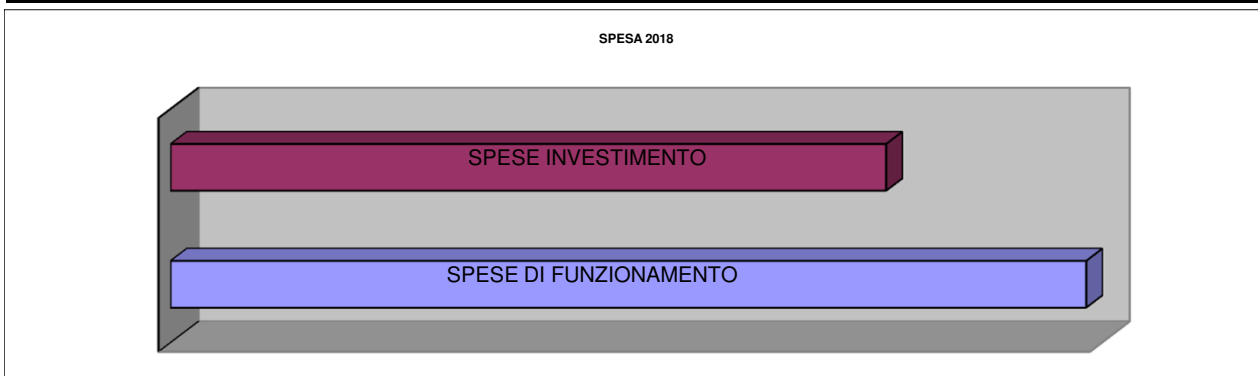 SPESA 2018
SPESE INVESTIMENTO
SPESE DI FUNZIONAMENTO